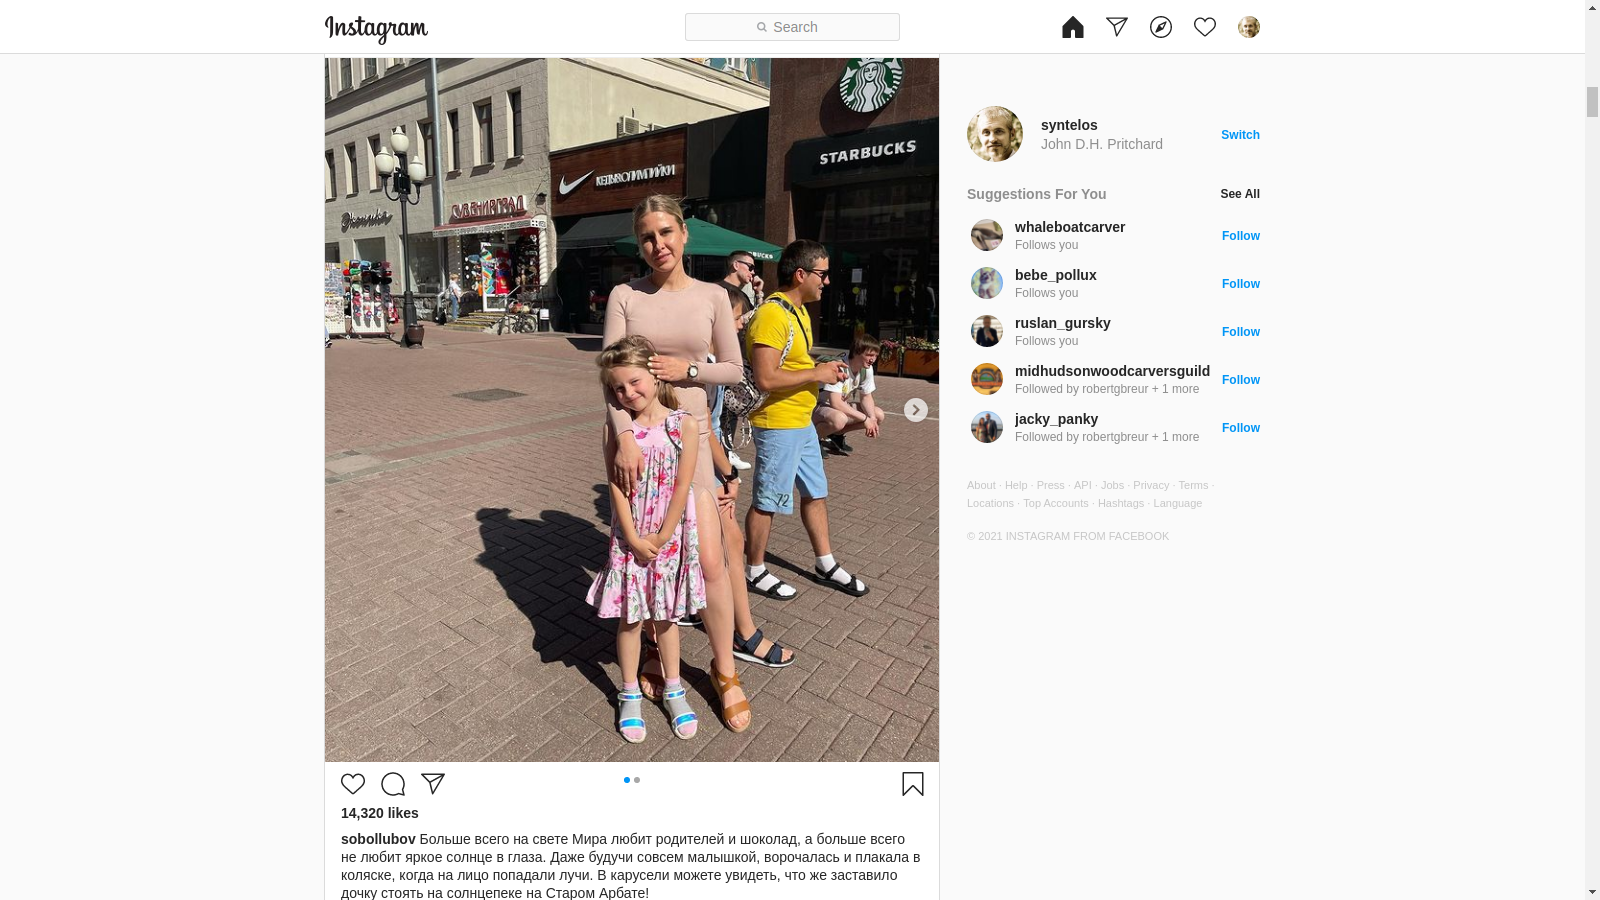 Instagram
Search
STARBUCKS
СУВЕНИР ГРАД
72
syntelos
John D.H. Pritchard
Switch
Suggestions For You
See All
whaleboatcarver
Follows you
Follow
bebe_pollux
Follows you
Follow
ruslan_gursky
Follows you
Follow
midhudsonwoodcarversguild
Followed by robertgbreur + 1 more
Follow
jacky_panky
Followed by robertgbreur + 1 more
Follow
About · Help · Press · API · Jobs · Privacy · Terms ·
Locations · Top Accounts · Hashtags · Language
© 2021 INSTAGRAM FROM FACEBOOK
14,320 likes
sobollubov Больше всего на свете Мира любит родителей и шоколад, а больше всего
не любит яркое солнце в глаза. Даже будучи совсем малышкой, ворочалась и плакала в
коляске, когда на лицо попадали лучи. В карусели можете увидеть, что же заставило
дочку стоять на солнцепеке на Старом Арбате!